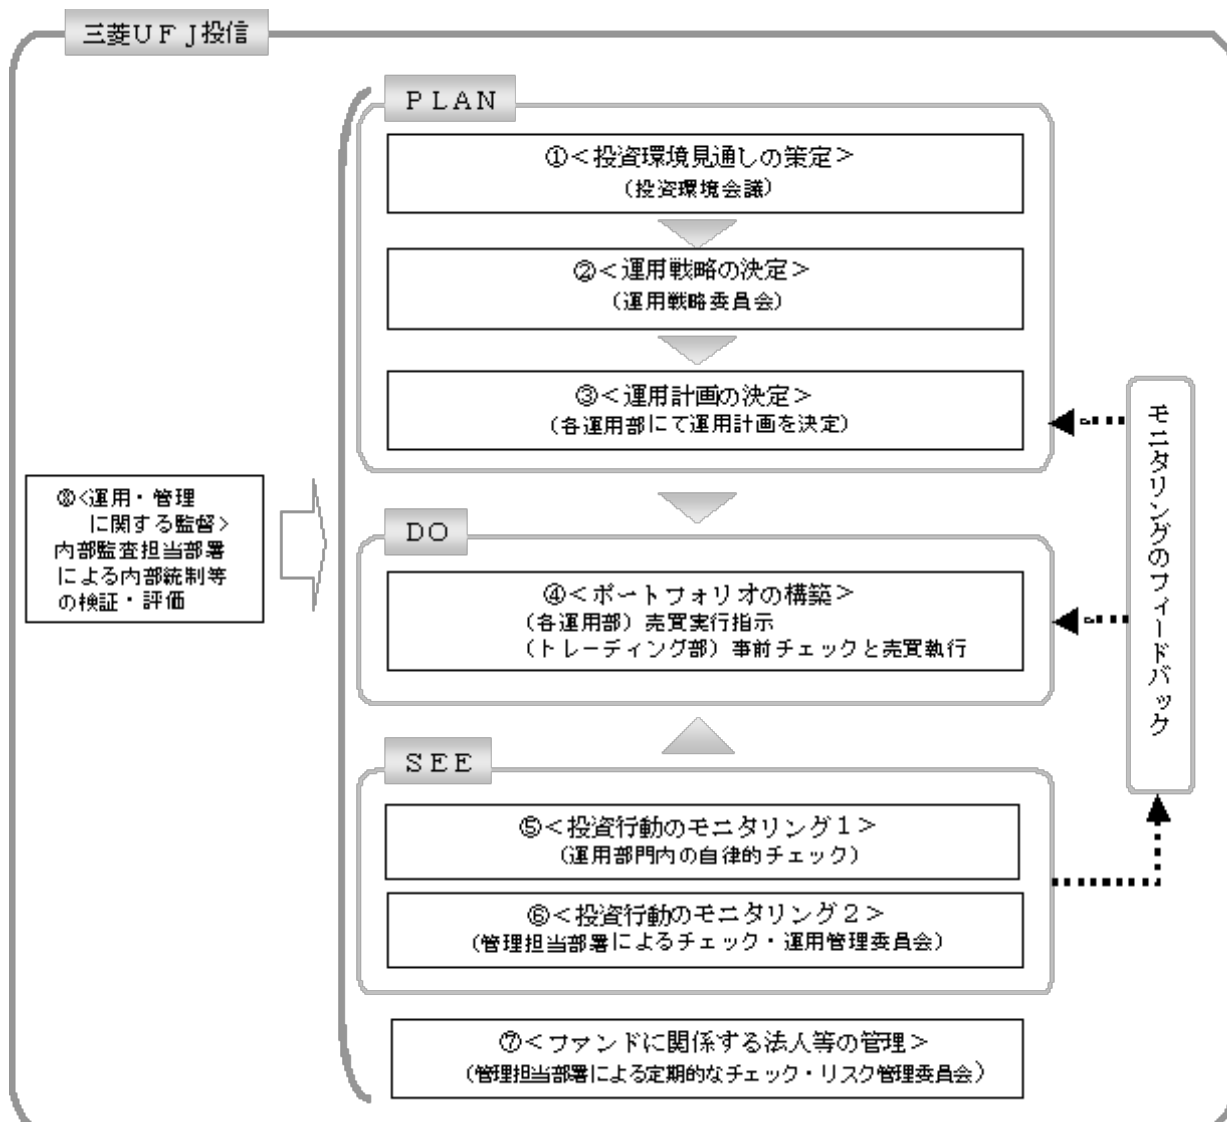 三菱ＵＦＪ投信
ＰＬＡＮ
①＜投資環境見通しの策定＞
（投資環境会議）
②＜運用戦略の決定＞
（運用戦略委員会）
③＜運用計画の決定＞
（各運用部にて運用計画を決定）
⑧＜運用・管理
に関する監督＞
内部監査担当部署
による内部統制等
の検証・評価
ＤＯ
④＜ポートフォリオの構築＞
（各運用部）売買実行指示
（トレーディング部）事前チェックと売買執行
モニタリングのフィードバック
ＳＥＥ
⑤＜投資行動のモニタリング１＞
（運用部門内の自律的チェック）
⑥＜投資行動のモニタリング２＞
（管理担当部署によるチェック・運用管理委員会）
⑦＜ファンドに関係する法人等の管理＞
（管理担当部署による定期的なチェック・リスク管理委員会）